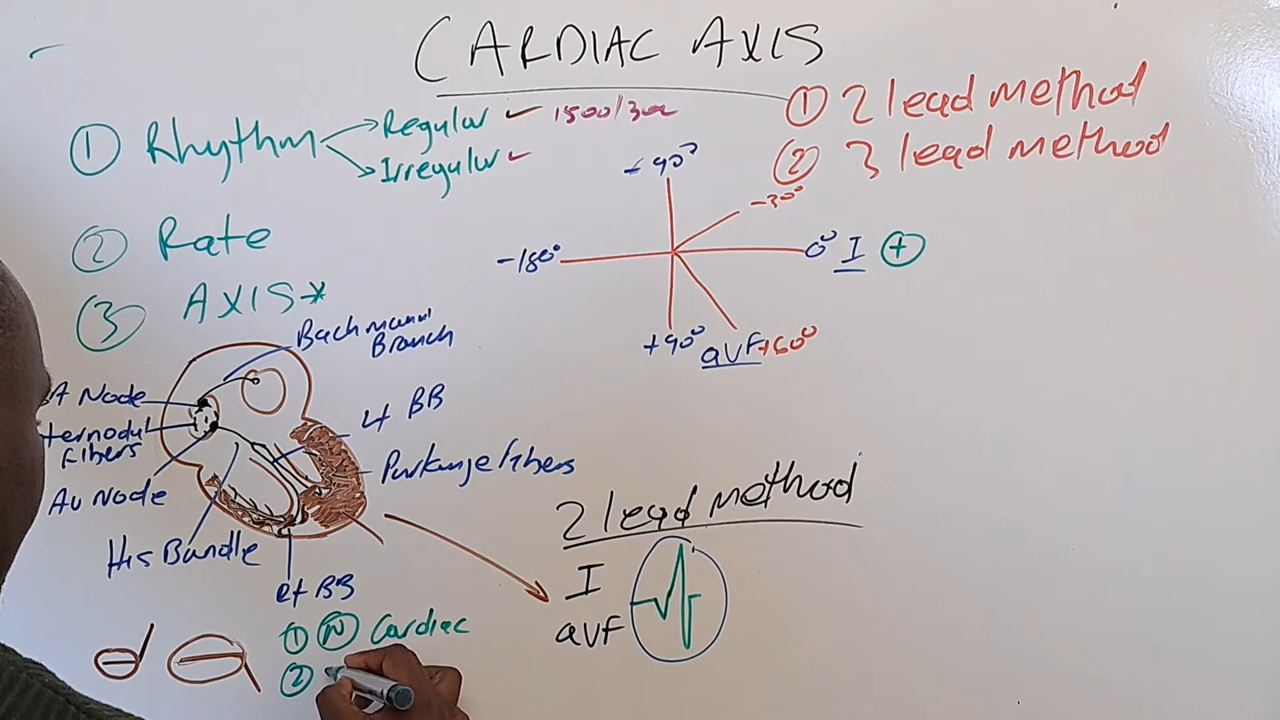 CARDIAC AXIS
① 2 lead method
② 3 lead method
① Rhythm
Regular ✓ 1500/300
Irregular ✓
② Rate
③ AXIS*
±90°
-30°
-180°
0° I +
+90°
aVF
+60°
Bachmann
Branch
SA Node
ternodul
Fibers
AV Node
His Bundle
Rt BB
Lt BB
Purkinje Fibers
2 lead method
I
aVF
① N Cardiac
②